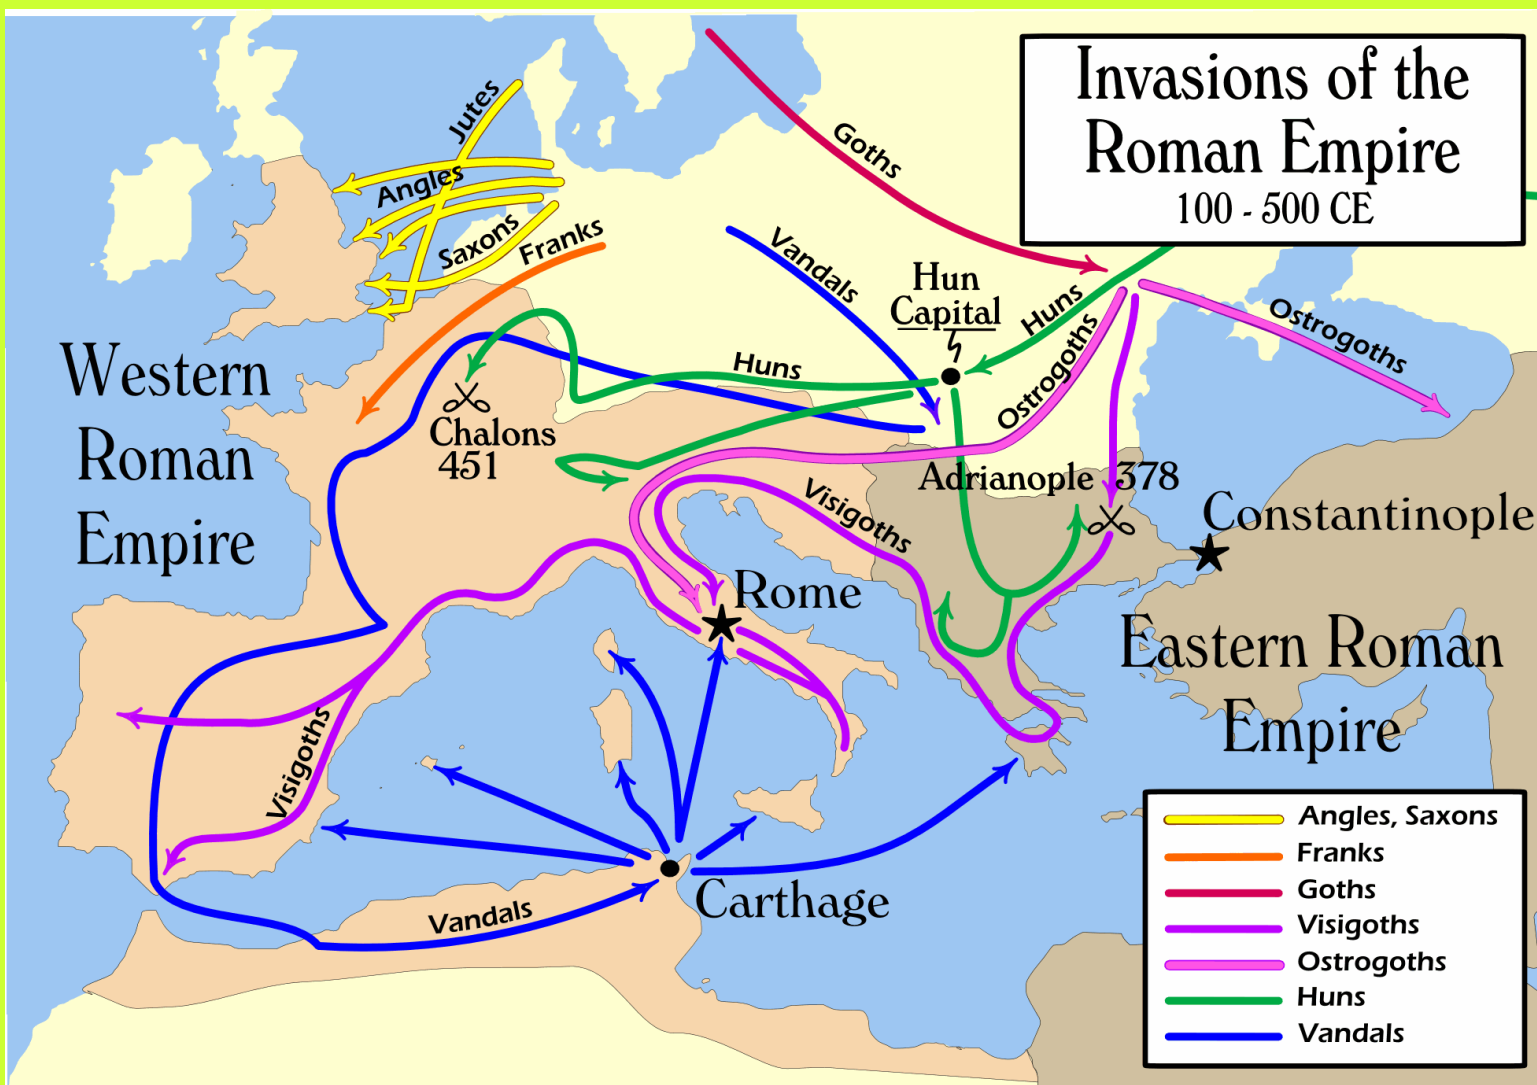 Invasions of the
Roman Empire
100 - 500 CE
Jutes
Angles
Saxons
Franks
Goths
Vandals
Hun
Capital
Huns
Ostrogoths
Ostrogoths
Western
Roman
Empire
Huns
Chalons
451
Adrianople 378
Visigoths
Constantinople
Rome
Eastern Roman
Empire
Visigoths
Carthage
Vandals
Angles, Saxons
Franks
Goths
Visigoths
Ostrogoths
Huns
Vandals